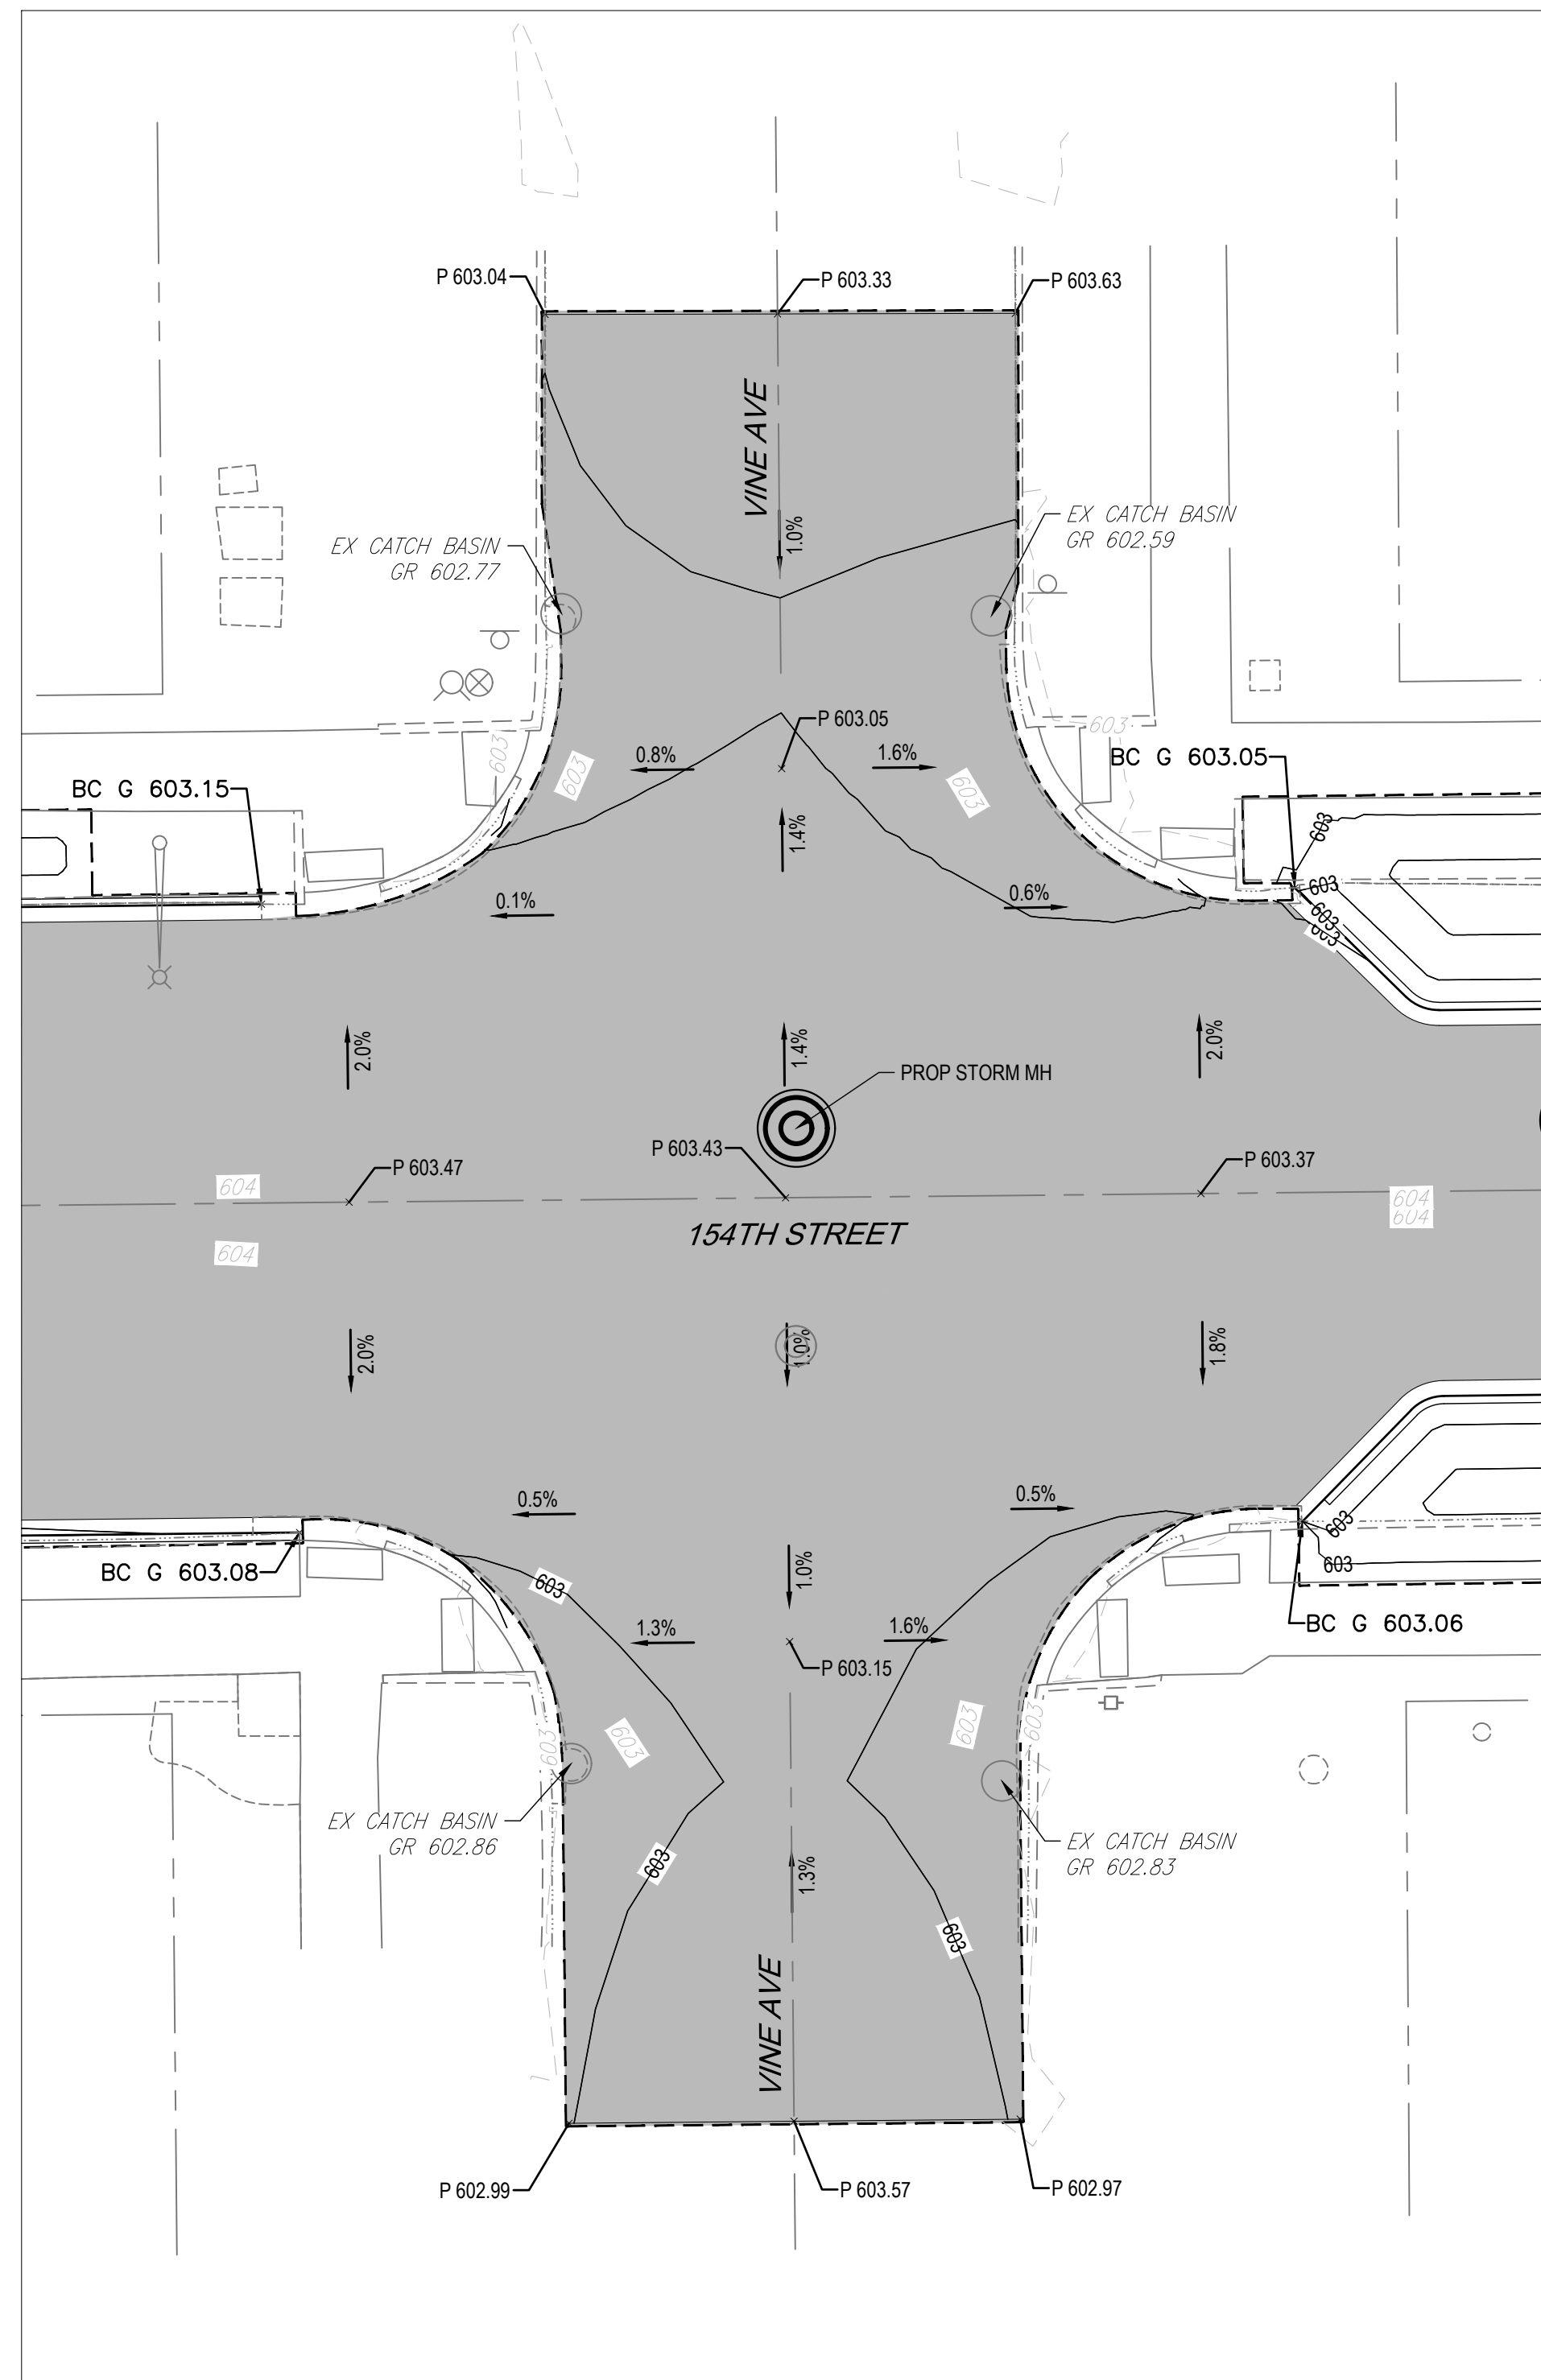 P 603.04
P 603.33
P 603.63
VINE AVE
1.0%
EX CATCH BASIN
GR 602.77
EX CATCH BASIN
GR 602.59
603
603
603
603
P 603.05
0.8%
1.6%
BC G 603.15
BC G 603.05
1.4%
603
603
603
603
0.1%
0.6%
2.0%
1.4%
2.0%
PROP STORM MH
P 603.47
P 603.43
P 603.37
604
604
604
604
154TH STREET
2.0%
1.0%
1.8%
0.5%
0.5%
603
603
BC G 603.08
603
1.0%
BC G 603.06
1.3%
1.6%
P 603.15
603
603
603
603
EX CATCH BASIN
GR 602.86
EX CATCH BASIN
GR 602.83
603
1.3%
603
VINE AVE
P 602.99
P 603.57
P 602.97